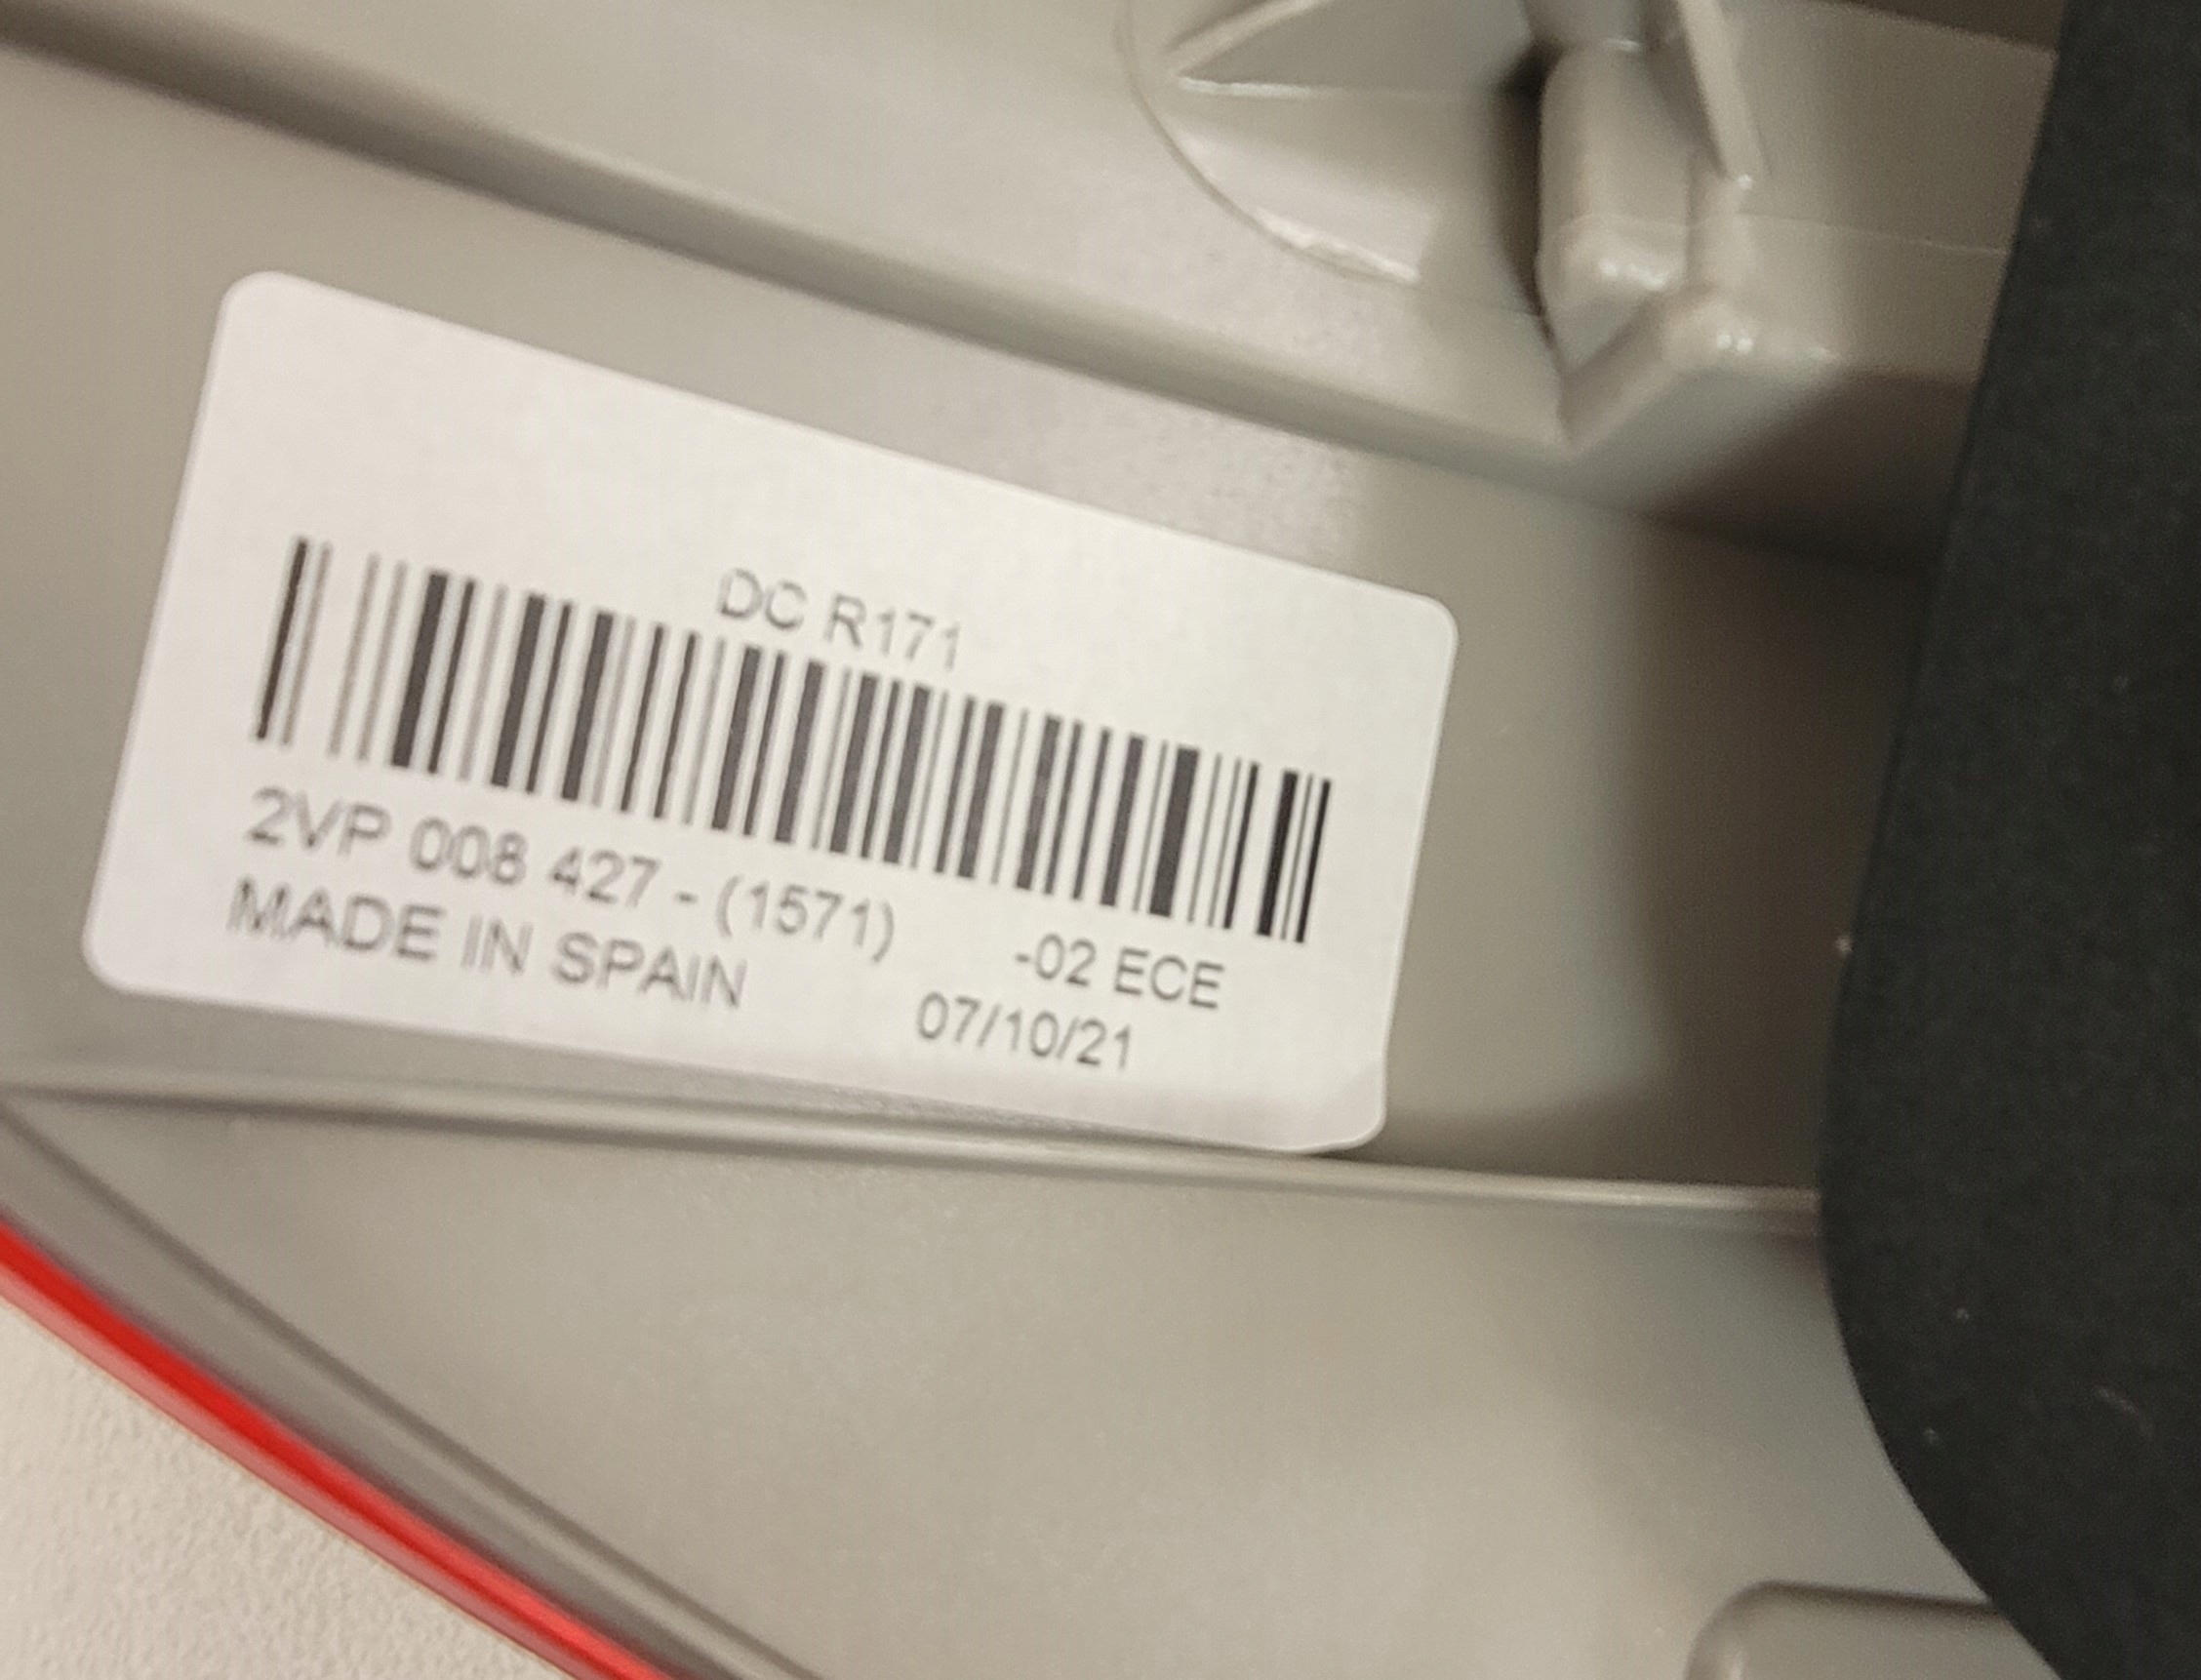 DC R171
2VP 008 427 - (1571) -02 ECE
MADE IN SPAIN 07/10/21